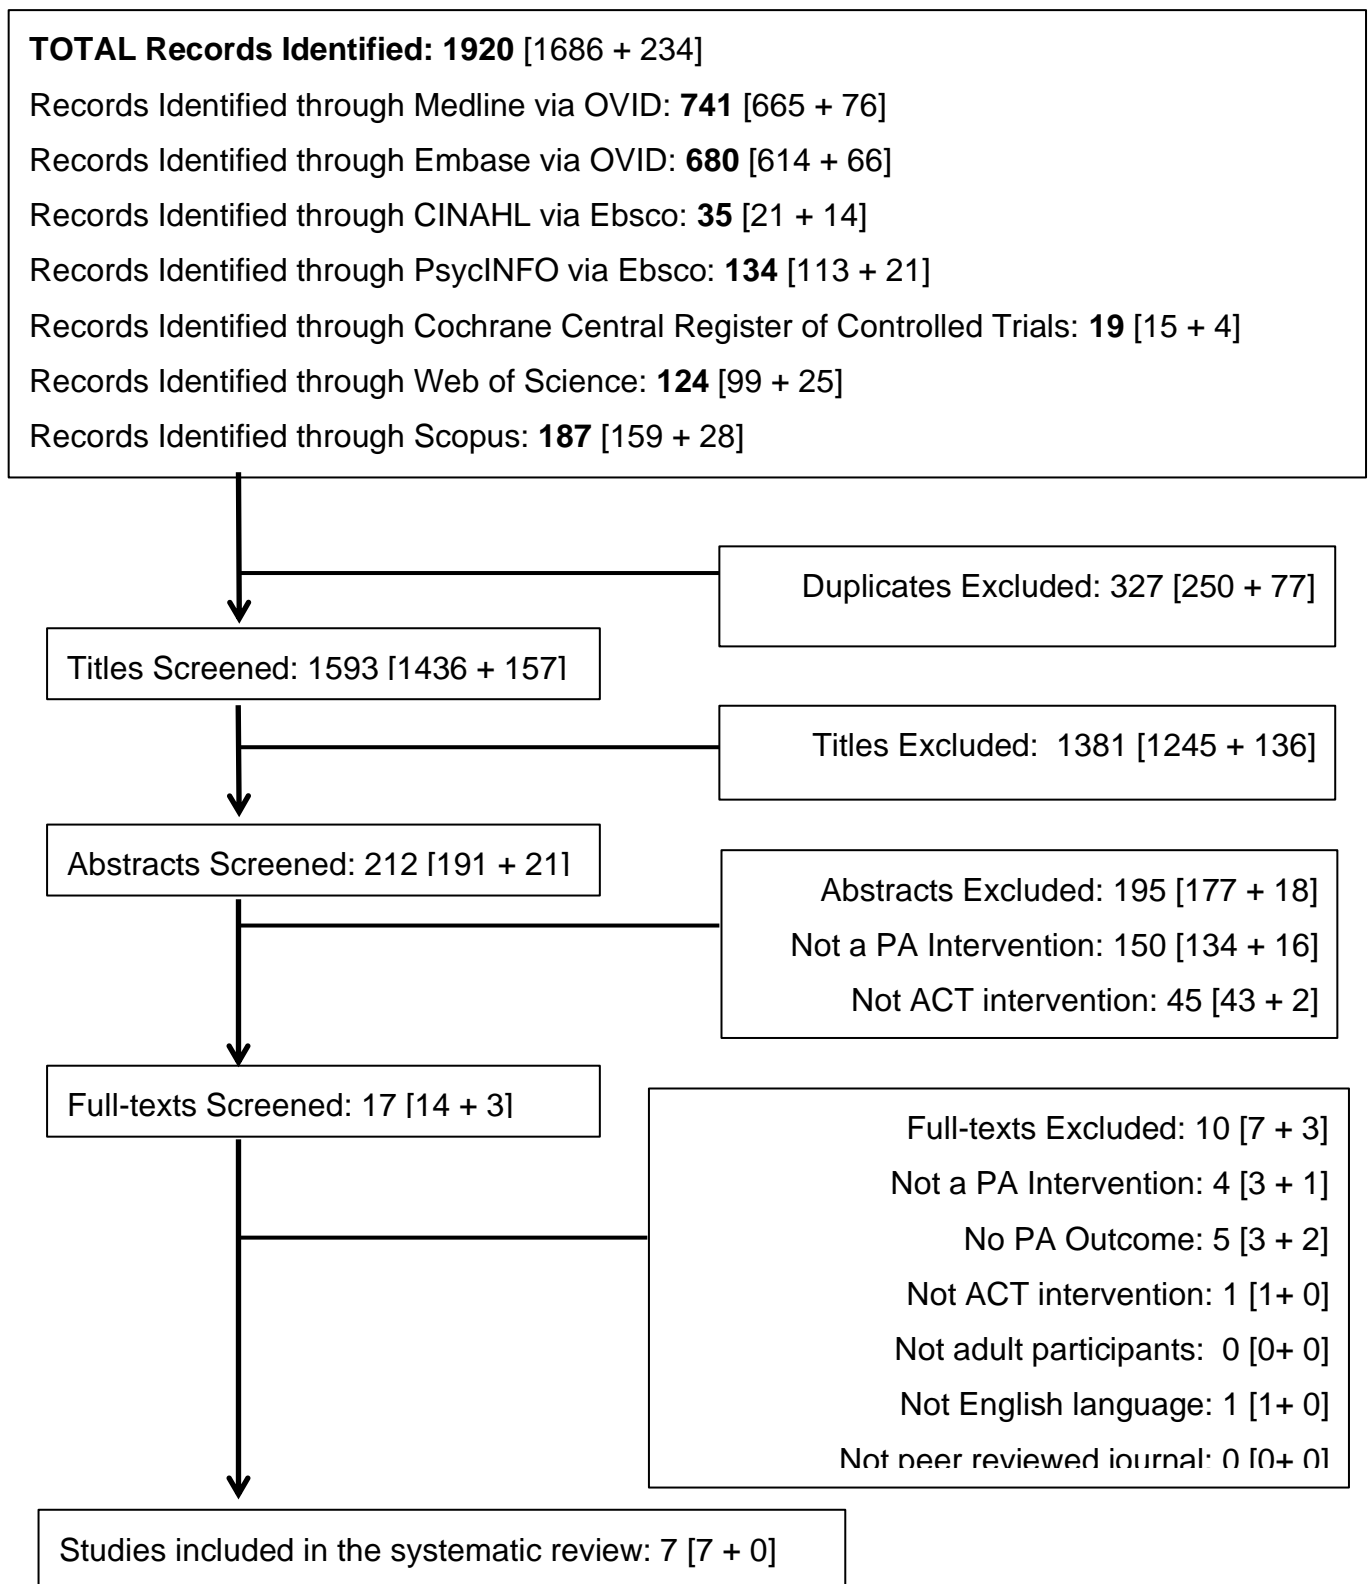 TOTAL Records Identified: 1920 [1686 + 234]
Records Identified through Medline via OVID: 741 [665 + 76]
Records Identified through Embase via OVID: 680 [614 + 66]
Records Identified through CINAHL via Ebsco: 35 [21 + 14]
Records Identified through PsycINFO via Ebsco: 134 [113 + 21]
Records Identified through Cochrane Central Register of Controlled Trials: 19 [15 + 4]
Records Identified through Web of Science: 124 [99 + 25]
Records Identified through Scopus: 187 [159 + 28]
Duplicates Excluded: 327 [250 + 77]
Titles Screened: 1593 [1436 + 157]
Titles Excluded:  1381 [1245 + 136]
Abstracts Screened: 212 [191 + 21]
Abstracts Excluded: 195 [177 + 18]
Not a PA Intervention: 150 [134 + 16]
Not ACT intervention: 45 [43 + 2]
Full-texts Screened: 17 [14 + 3]
Full-texts Excluded: 10 [7 + 3]
Not a PA Intervention: 4 [3 + 1]
No PA Outcome: 5 [3 + 2]
Not ACT intervention: 1 [1+ 0]
Not adult participants:  0 [0+ 0]
Not English language: 1 [1+ 0]
Not peer reviewed journal: 0 [0+ 0]
Studies included in the systematic review: 7 [7 + 0]